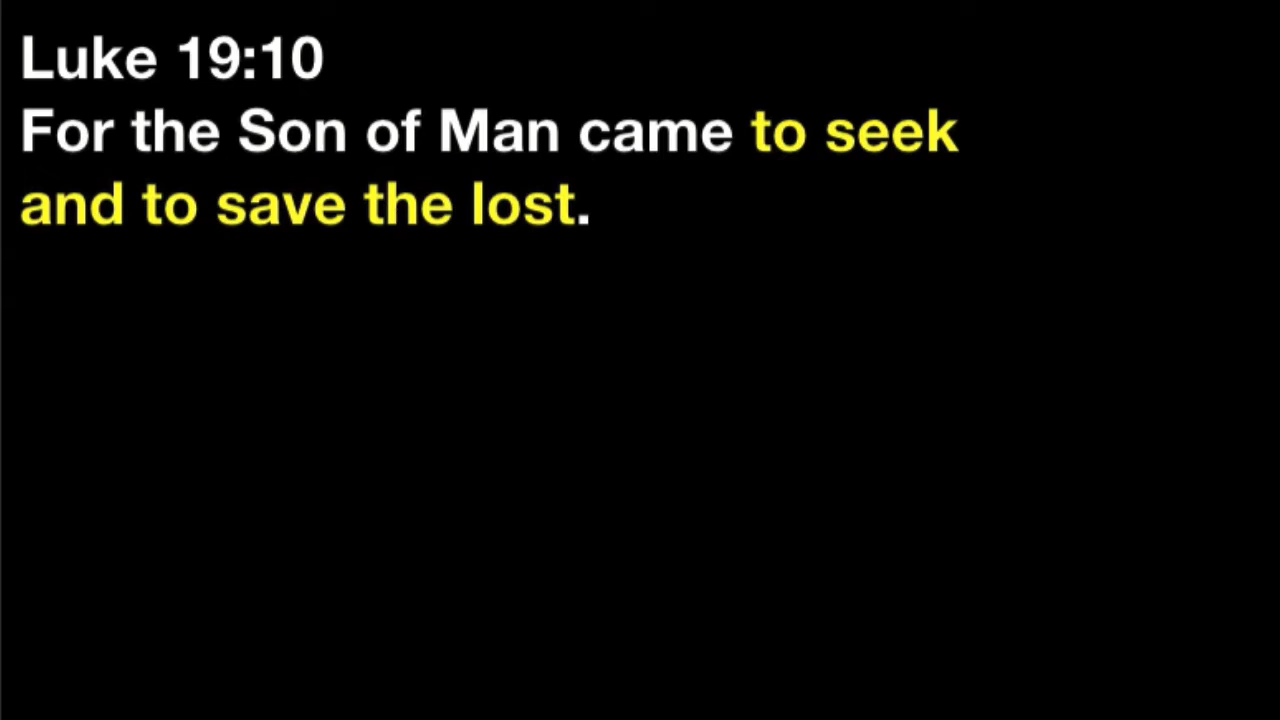 Luke 19:10
For the Son of Man came to seek
and to save the lost.